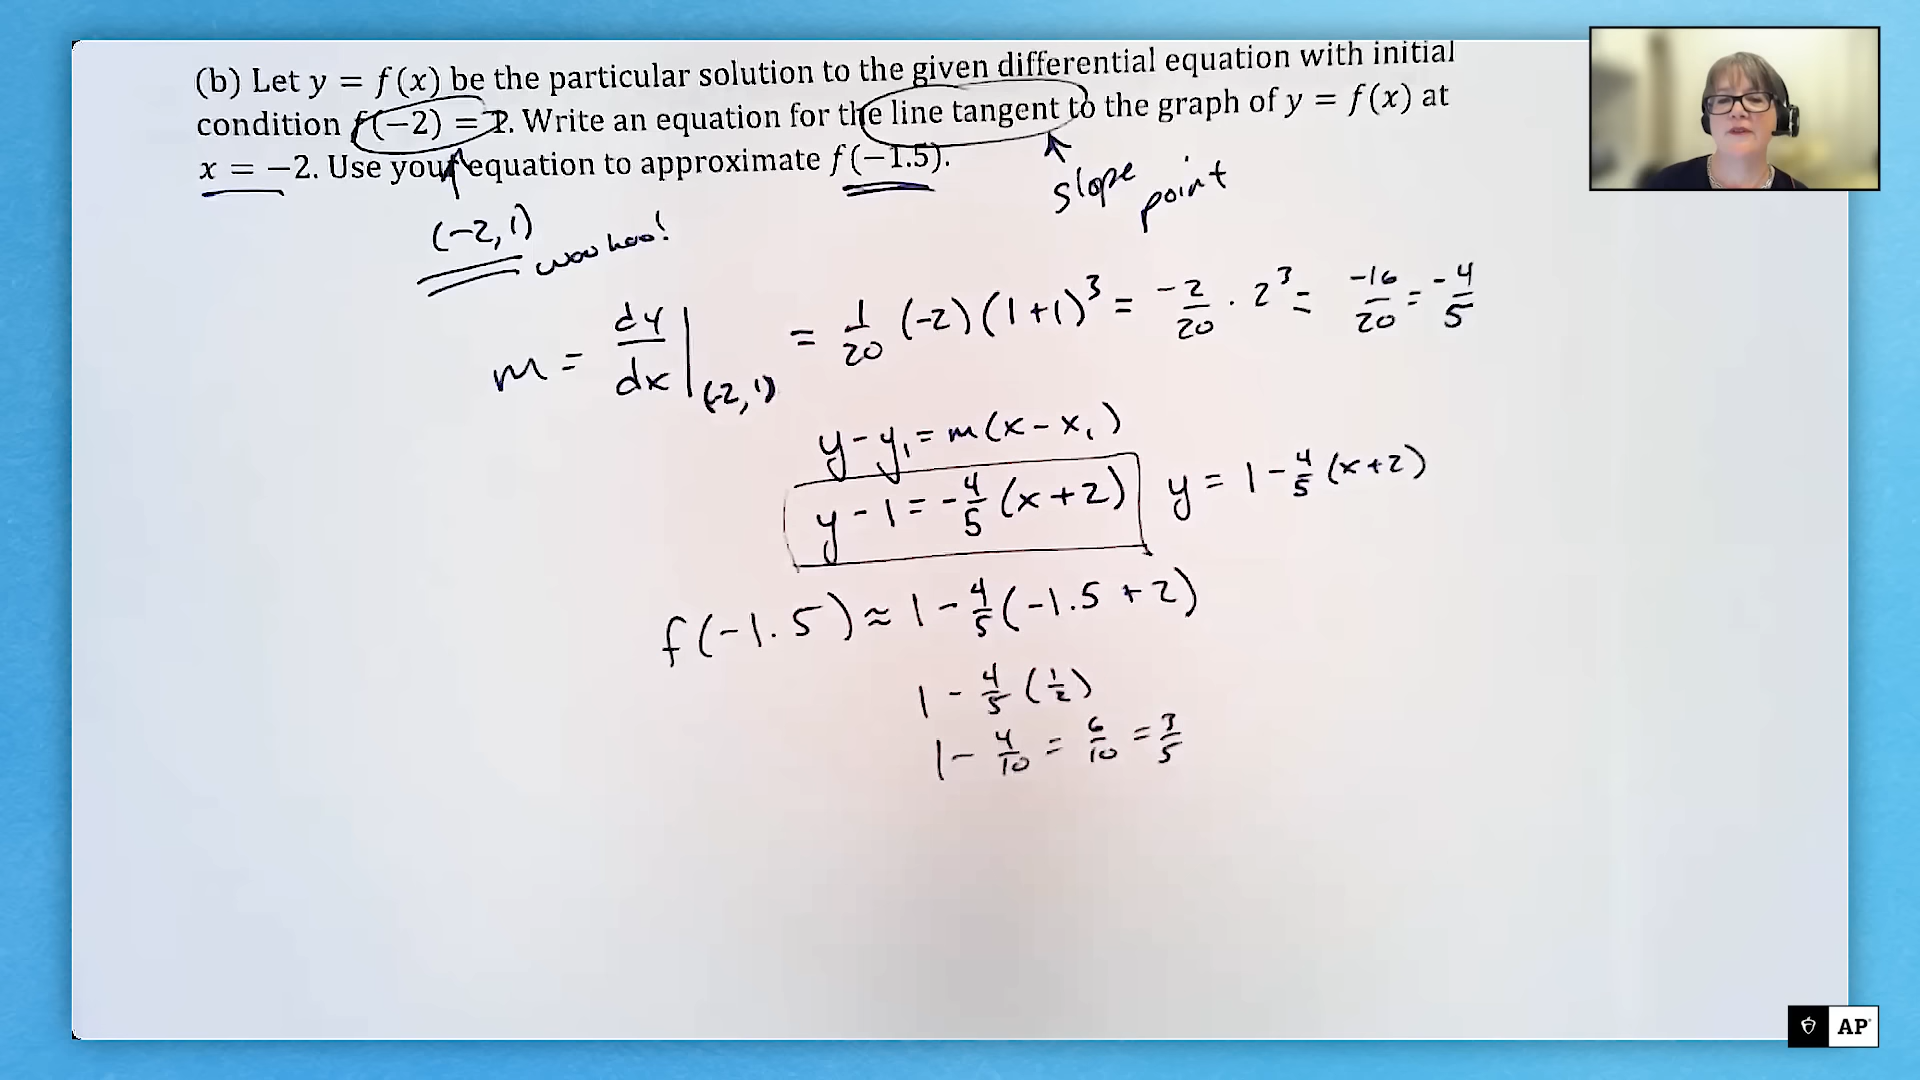 (b) Let y = f(x) be the particular solution to the given differential equation with initial
condition f(−2) = 1. Write an equation for the line tangent to the graph of y = f(x) at
x = −2. Use your equation to approximate f(−1.5).
slope point
(-2, 1) woo hoo!
m = dy/dx |(-2, 1) = 1/20 (-2)(1+1)^3 = -2/20 · 2^3 = -16/20 = -4/5
y - y₁ = m(x - x₁)
y - 1 = -4/5 (x + 2) y = 1 - 4/5 (x+2)
f(-1.5) ≈ 1 - 4/5 (-1.5 + 2)
1 - 4/5 (1/2)
1 - 4/10 = 6/10 = 3/5
AP